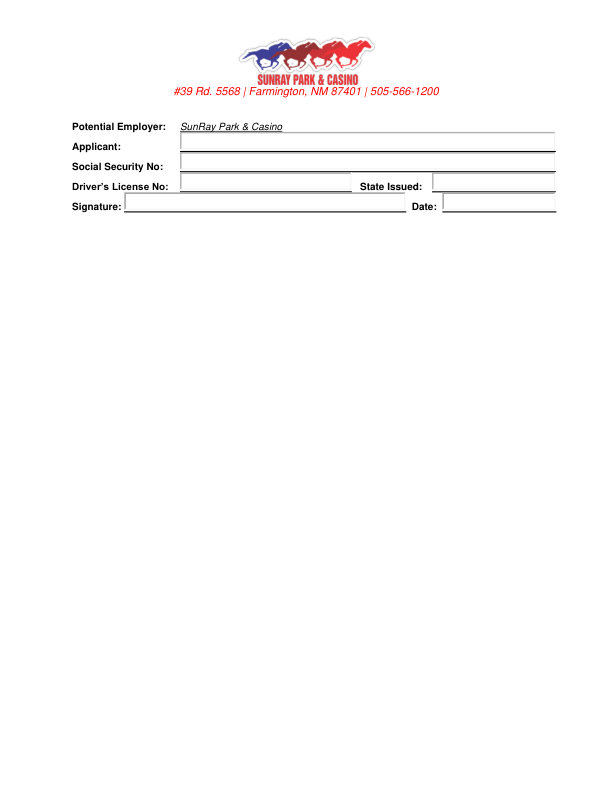 SUNRAY PARK & CASINO
#39 Rd. 5568 | Farmington, NM 87401 | 505-566-1200
Potential Employer: SunRay Park & Casino
Applicant:
Social Security No:
Driver's License No: State Issued:
Signature: Date: